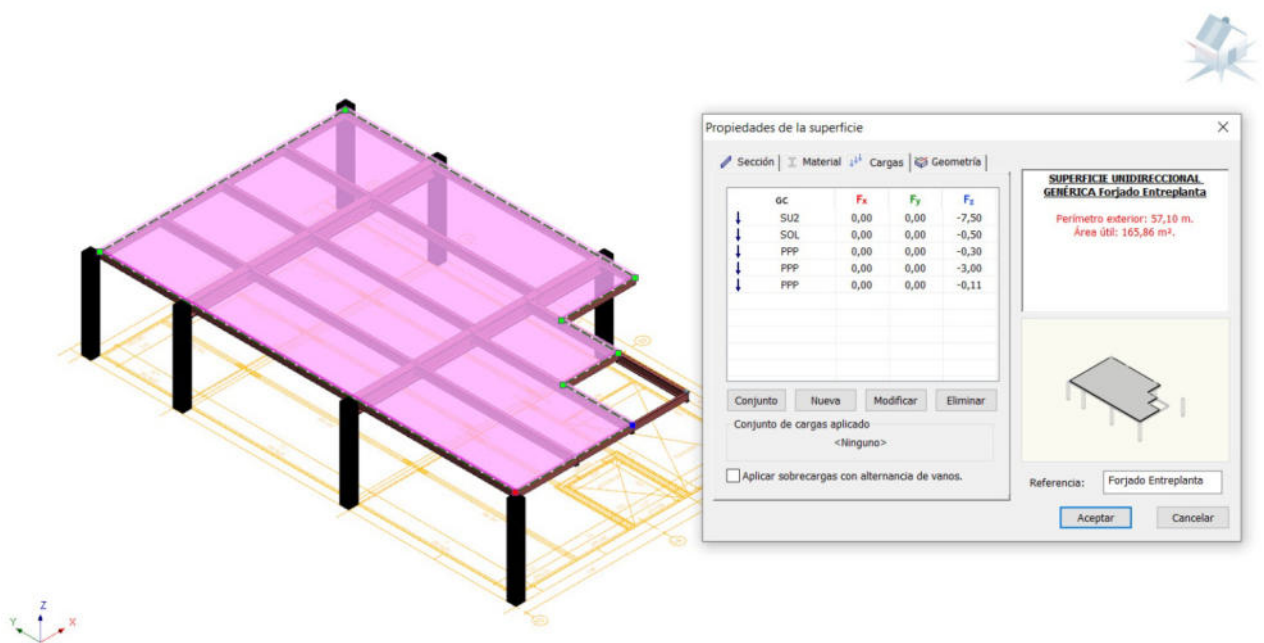 Propiedades de la superficie
Sección Material Cargas Geometría
GC Fx Fy Fz
SU2 0,00 0,00 -7,50
SOL 0,00 0,00 -0,50
PPP 0,00 0,00 -0,30
PPP 0,00 0,00 -3,00
PPP 0,00 0,00 -0,11
Conjunto Nueva Modificar Eliminar
Conjunto de cargas aplicado
<Ninguno>
Aplicar sobrecargas con alternancia de vanos.
SUPERFICIE UNIDIRECCIONAL
GENÉRICA Forjado Entreplanta
Perímetro exterior: 57,10 m.
Área útil: 165,86 m².
Referencia: Forjado Entreplanta
Aceptar Cancelar
Z
Y X